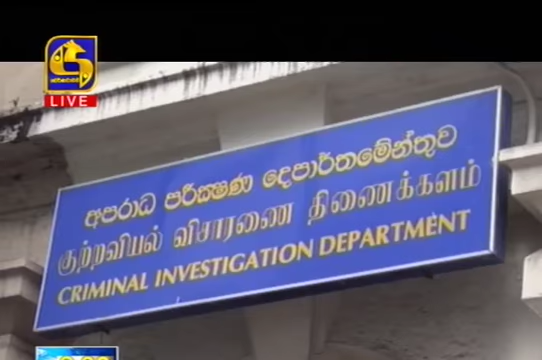 LIVE
අපරාධ පරීක්ෂණ දෙපාර්තමේන්තුව
குற்றவியல் விசாரணை திணைக்களம்
CRIMINAL INVESTIGATION DEPARTMENT